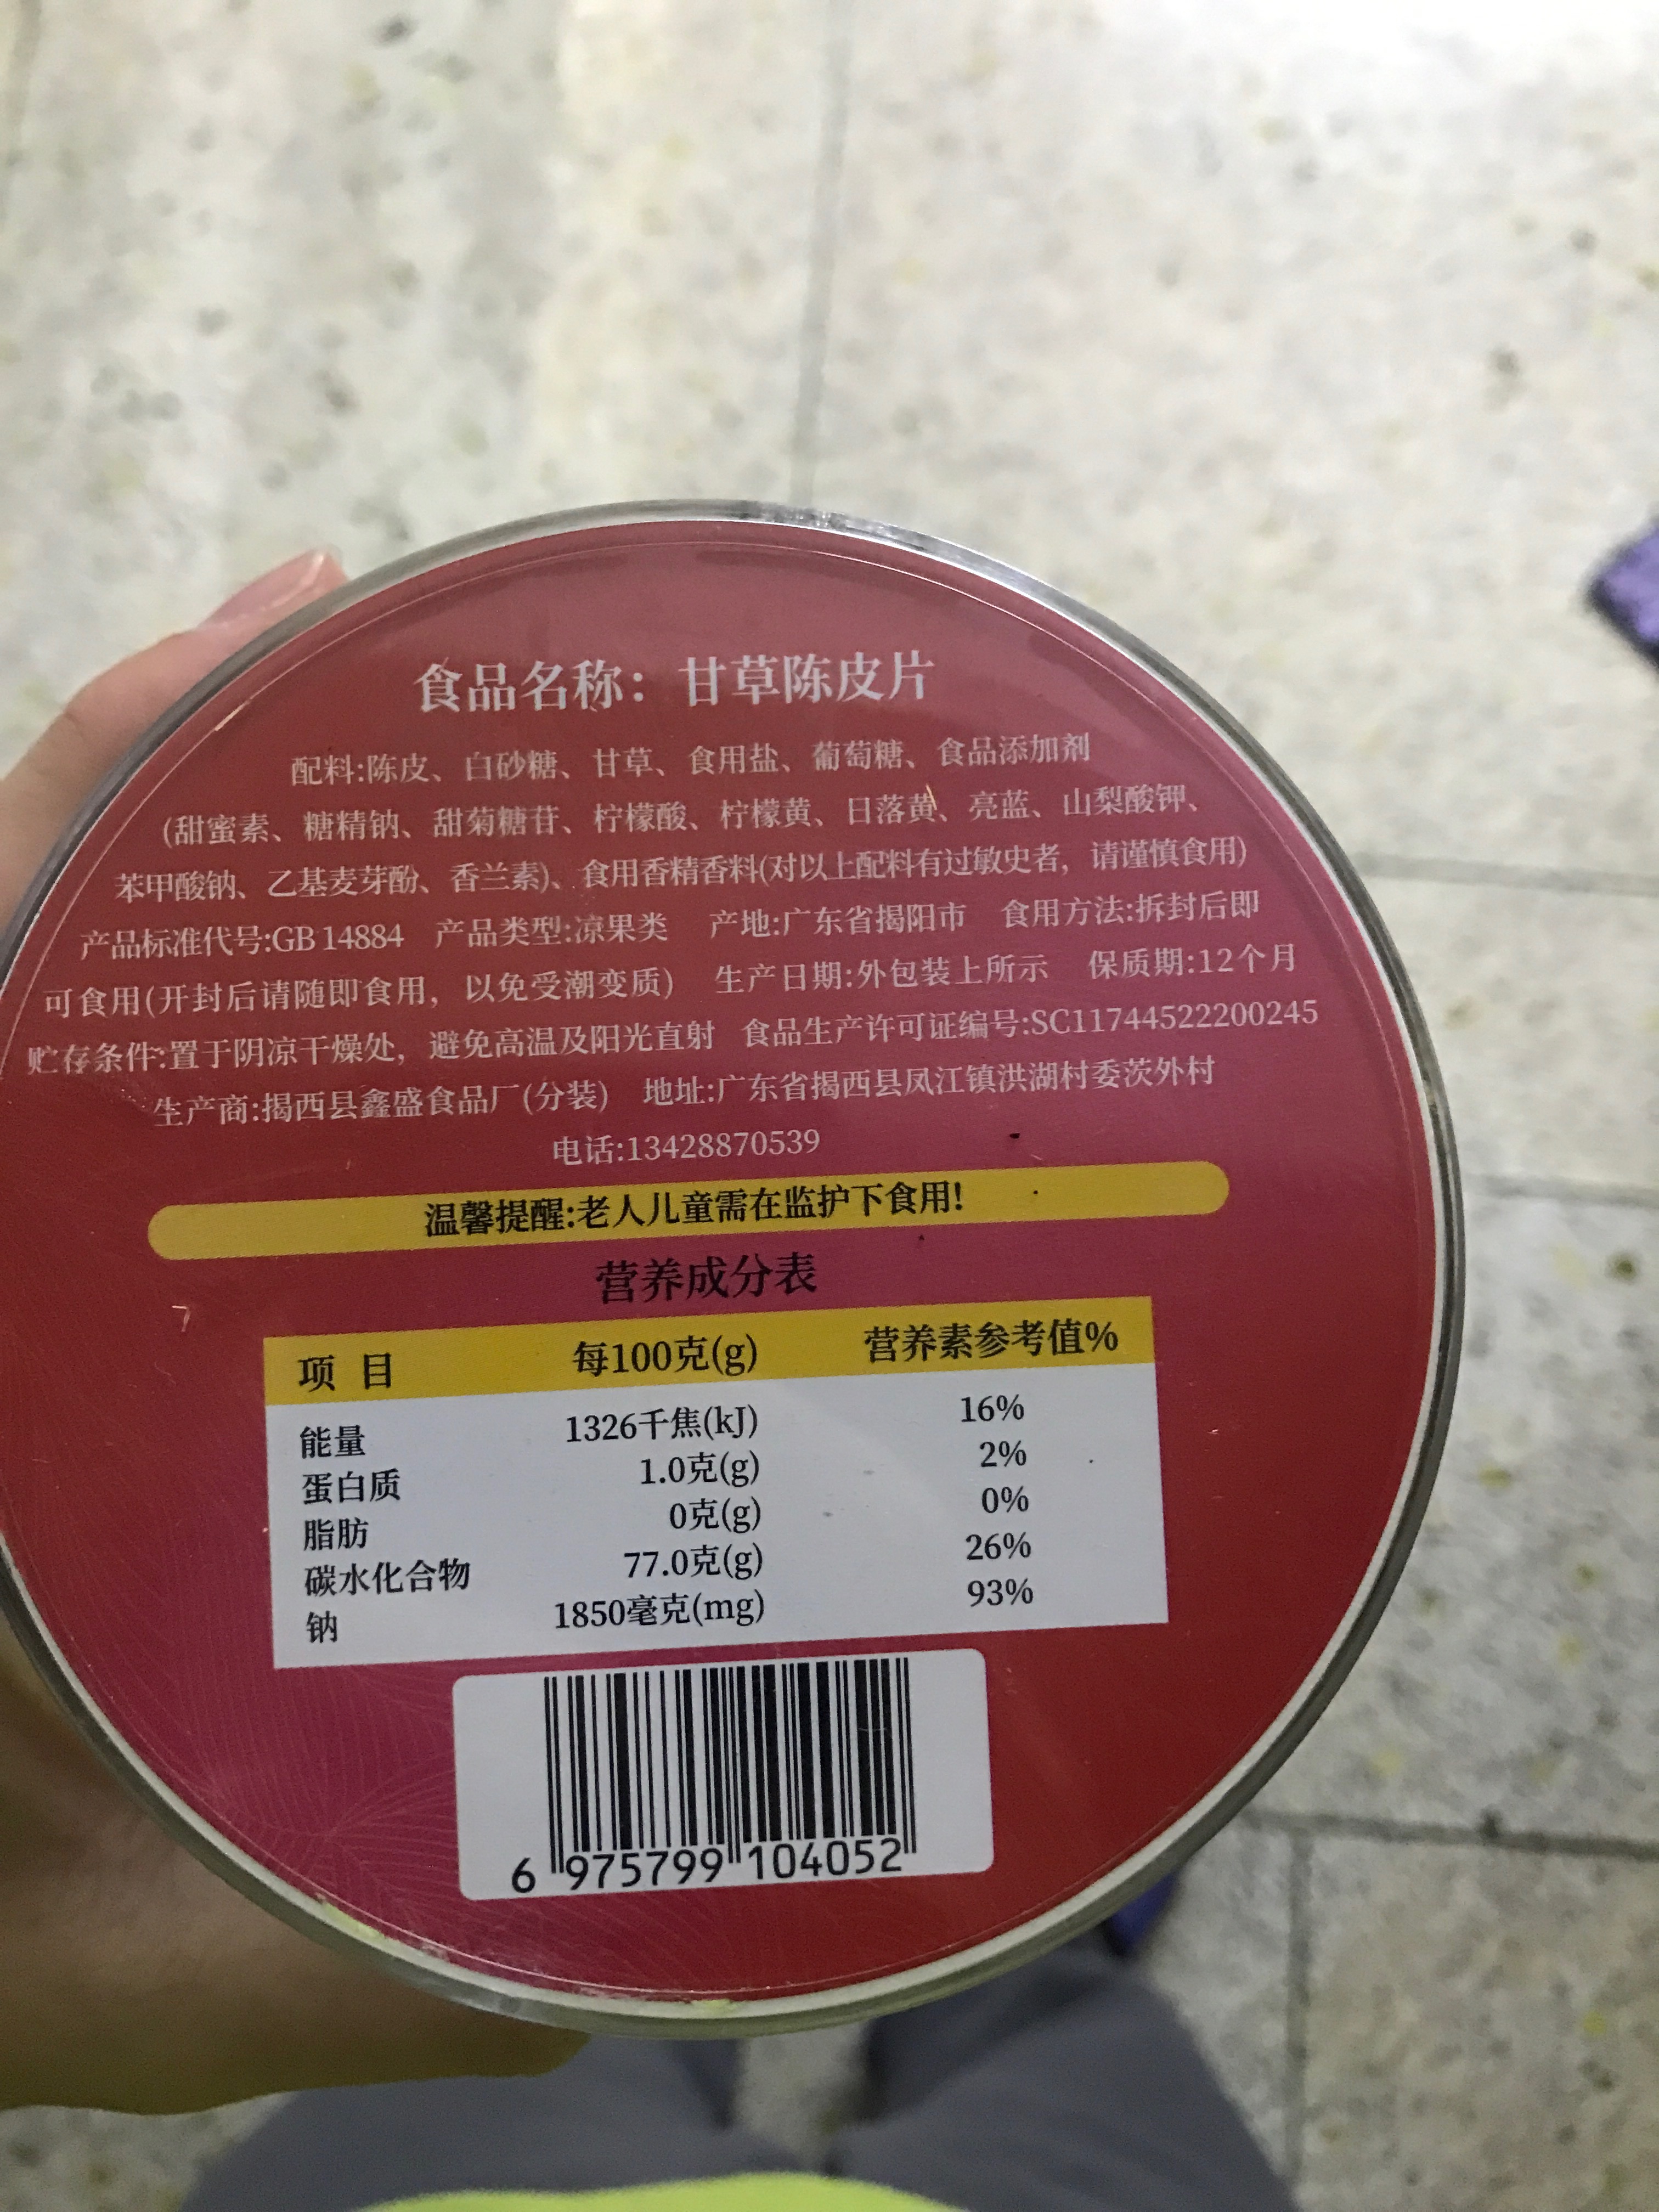 食品名称：甘草陈皮片
配料:陈皮、白砂糖、甘草、食用盐、葡萄糖、食品添加剂
(甜蜜素、糖精钠、甜菊糖苷、柠檬酸、柠檬黄、日落黄、亮蓝、山梨酸钾、
苯甲酸钠、乙基麦芽酚、香兰素)、食用香精香料(对以上配料有过敏史者，请谨慎食用)
产品标准代号:GB 14884 产品类型:凉果类 产地:广东省揭阳市 食用方法:拆封后即
可食用(开封后请随即食用，以免受潮变质) 生产日期:外包装上所示 保质期:12个月
贮存条件:置于阴凉干燥处，避免高温及阳光直射 食品生产许可证编号:SC11744522200245
生产商:揭西县鑫盛食品厂(分装) 地址:广东省揭西县凤江镇洪湖村委茨外村
电话:13428870539
温馨提醒:老人儿童需在监护下食用!
营养成分表
项 目 每100克(g) 营养素参考值%
能量 1326千焦(kJ) 16%
蛋白质 1.0克(g) 2%
脂肪 0克(g) 0%
碳水化合物 77.0克(g) 26%
钠 1850毫克(mg) 93%
6 975799 104052